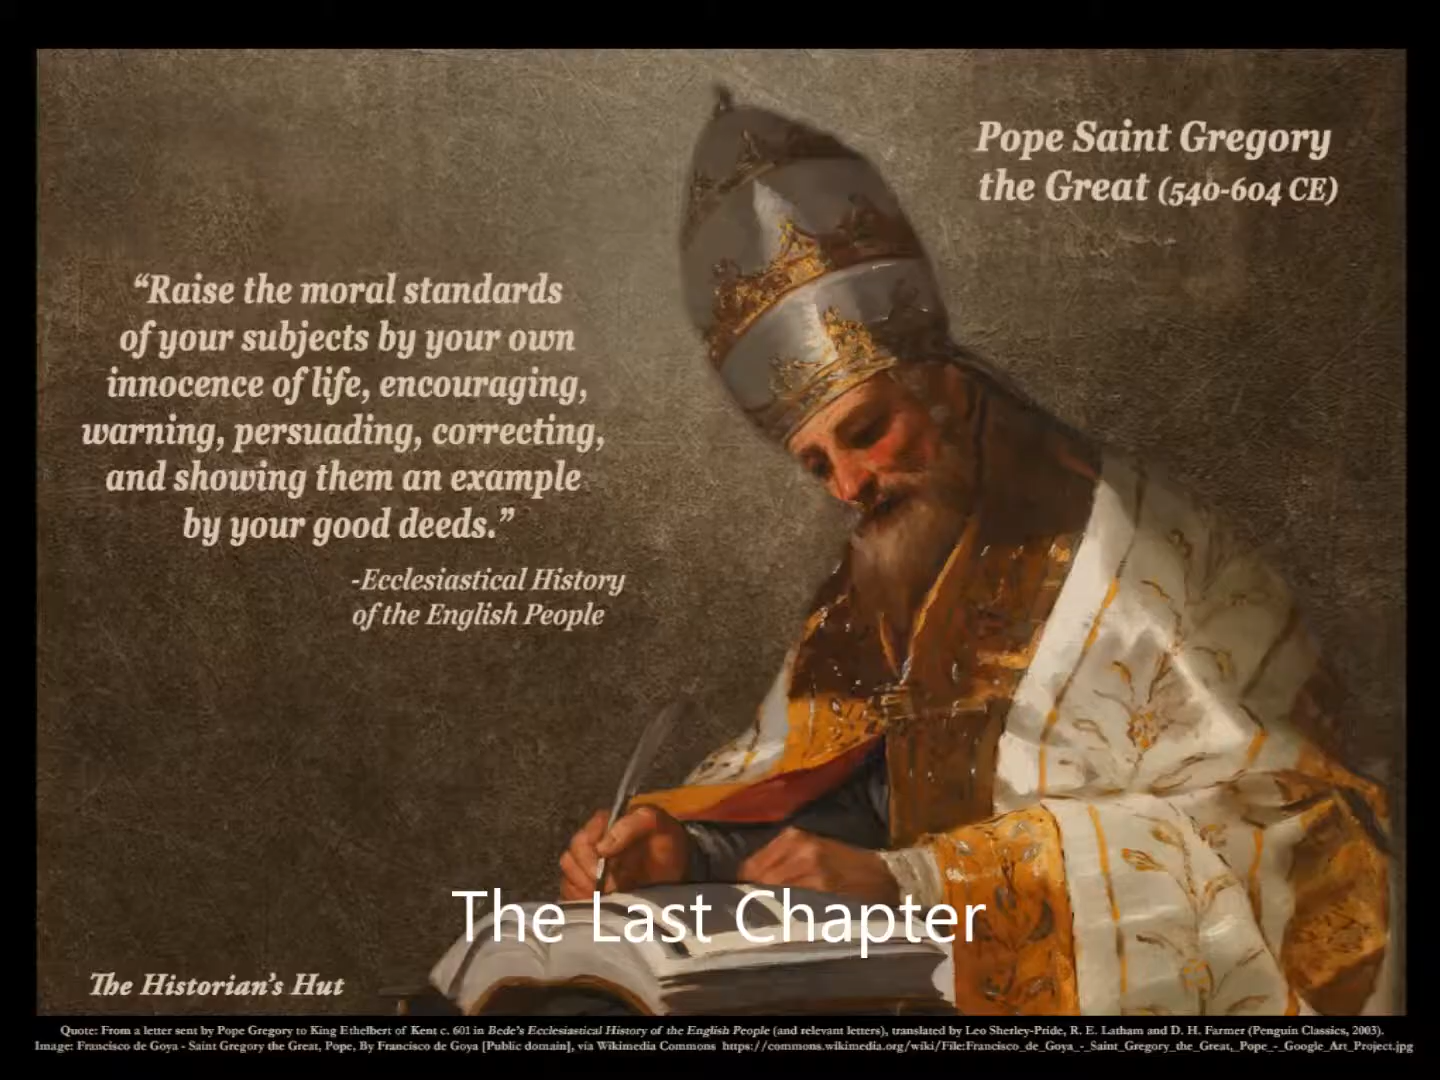 Pope Saint Gregory
the Great (540-604 CE)
“Raise the moral standards
of your subjects by your own
innocence of life, encouraging,
warning, persuading, correcting,
and showing them an example
by your good deeds.”
-Ecclesiastical History
of the English People
The Last Chapter
The Historian's Hut
Quote: From a letter sent by Pope Gregory to King Ethelbert of Kent c. 601 in Bede's Ecclesiastical History of the English People (and relevant letters), translated by Leo Sherley-Pride, R. E. Latham and D. H. Farmer (Penguin Classics, 2003).
Image: Francisco de Goya - Saint Gregory the Great, Pope, By Francisco de Goya [Public domain], via Wikimedia Commons https://commons.wikimedia.org/wiki/File:Francisco_de_Goya_-_Saint_Gregory_the_Great,_Pope_-_Google_Art_Project.jpg